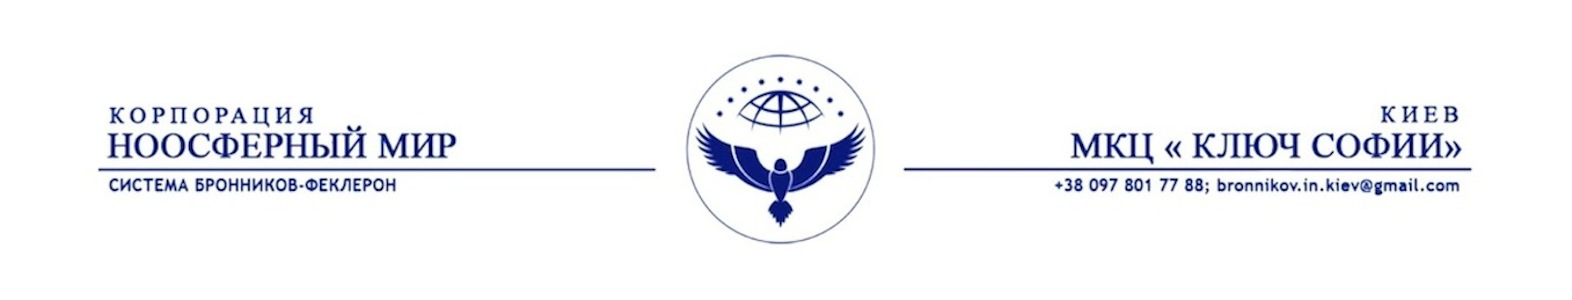 КОРПОРАЦИЯ
НООСФЕРНЫЙ МИР
СИСТЕМА БРОННИКОВ-ФЕКЛЕРОН
КИЕВ
МКЦ « КЛЮЧ СОФИИ»
+38 097 801 77 88; bronnikov.in.kiev@gmail.com